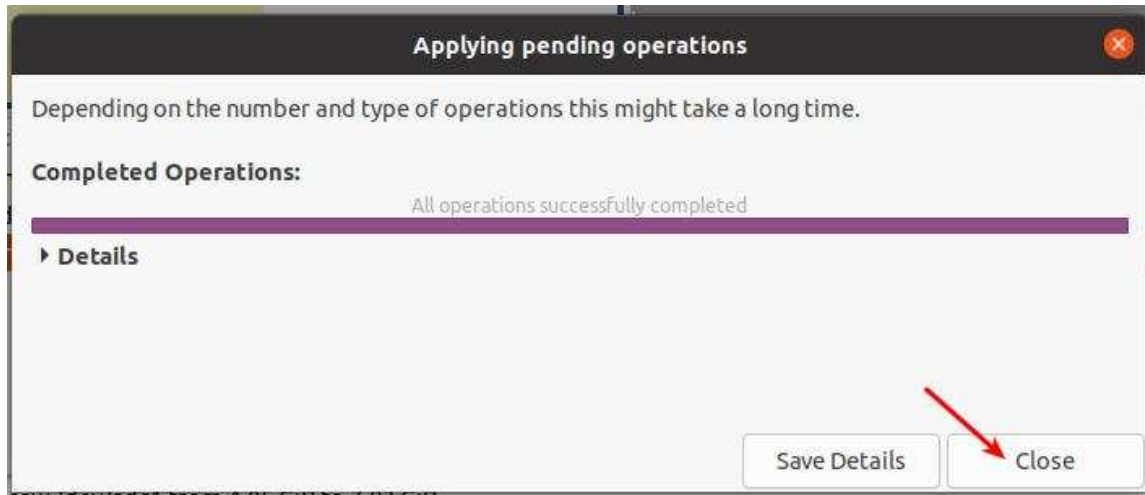 Applying pending operations
Depending on the number and type of operations this might take a long time.
Completed Operations:
All operations successfully completed
Details
Save Details
Close